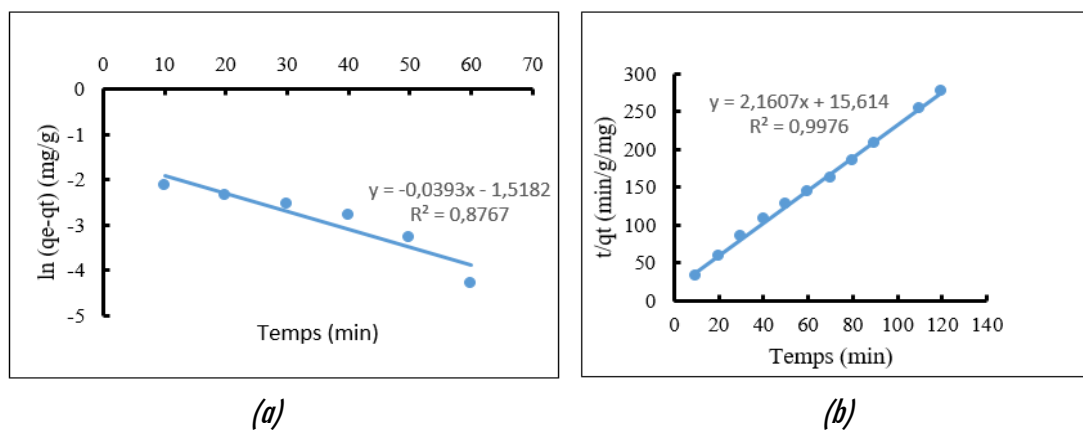 0 10 20 30 40 50 60 70
0
-1
-2
-3
-4
-5
ln (qe-qt) (mg/g)
y = -0,0393x - 1,5182
R² = 0,8767
Temps (min)
(a)
300
250
200
150
100
50
0
t/qt (min/g/mg)
y = 2,1607x + 15,614
R² = 0,9976
0 20 40 60 80 100 120 140
Temps (min)
(b)